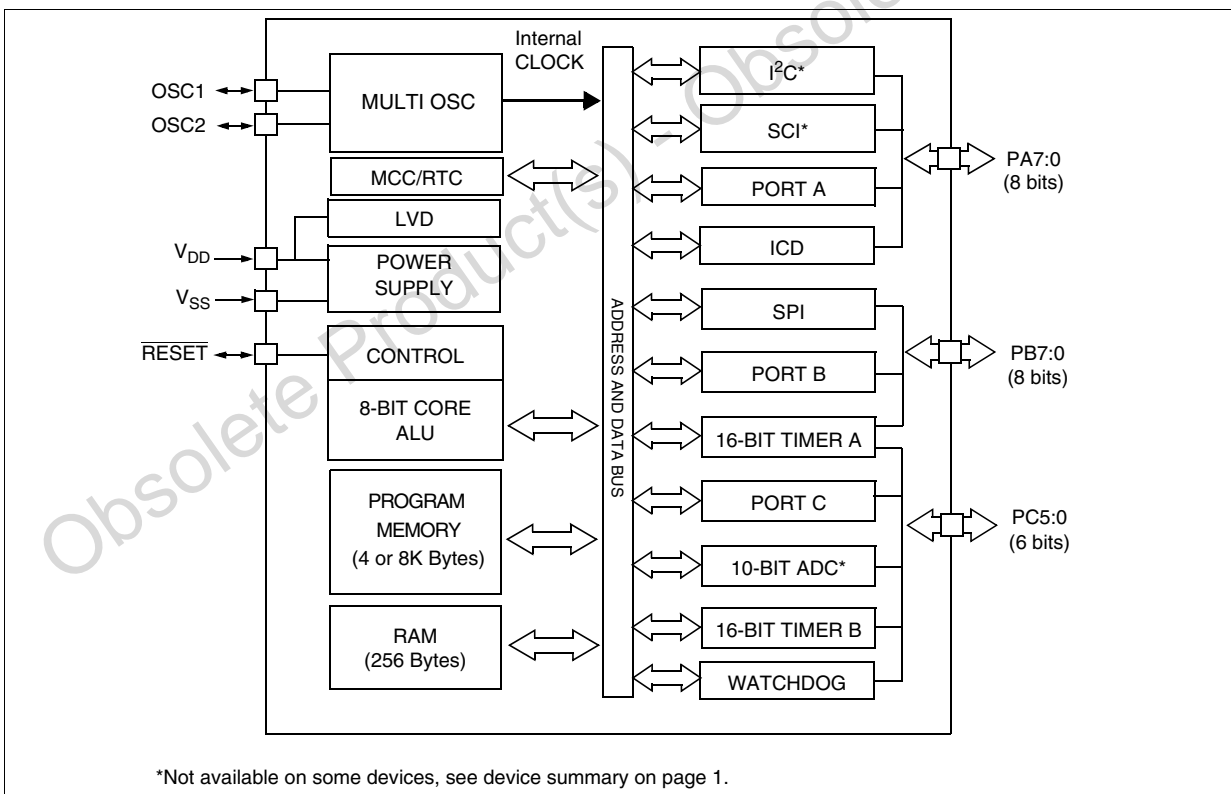 Obsolete Product(s) - Obsole
Internal
CLOCK
OSC1
OSC2
MULTI OSC
MCC/RTC
LVD
VDD
POWER
SUPPLY
VSS
RESET
CONTROL
8-BIT CORE
ALU
PROGRAM
MEMORY
(4 or 8K Bytes)
RAM
(256 Bytes)
ADDRESS AND DATA BUS
I²C*
SCI*
PORT A
ICD
PA7:0
(8 bits)
SPI
PORT B
16-BIT TIMER A
PB7:0
(8 bits)
PORT C
10-BIT ADC*
16-BIT TIMER B
WATCHDOG
PC5:0
(6 bits)
*Not available on some devices, see device summary on page 1.